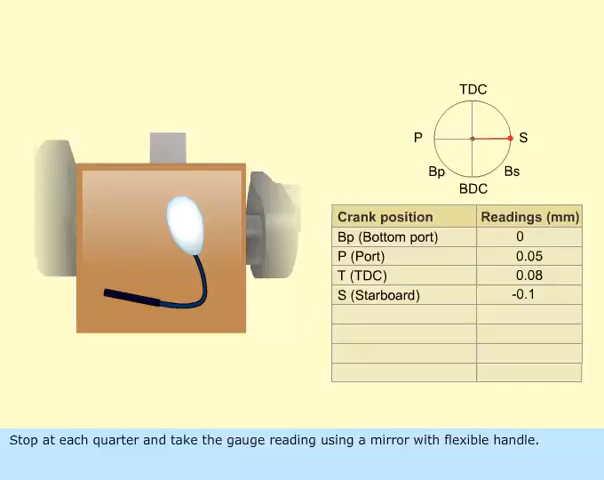 TDC
P
S
Bp
Bs
BDC
Crank position Readings (mm)
Bp (Bottom port) 0
P (Port) 0.05
T (TDC) 0.08
S (Starboard) -0.1
Stop at each quarter and take the gauge reading using a mirror with flexible handle.